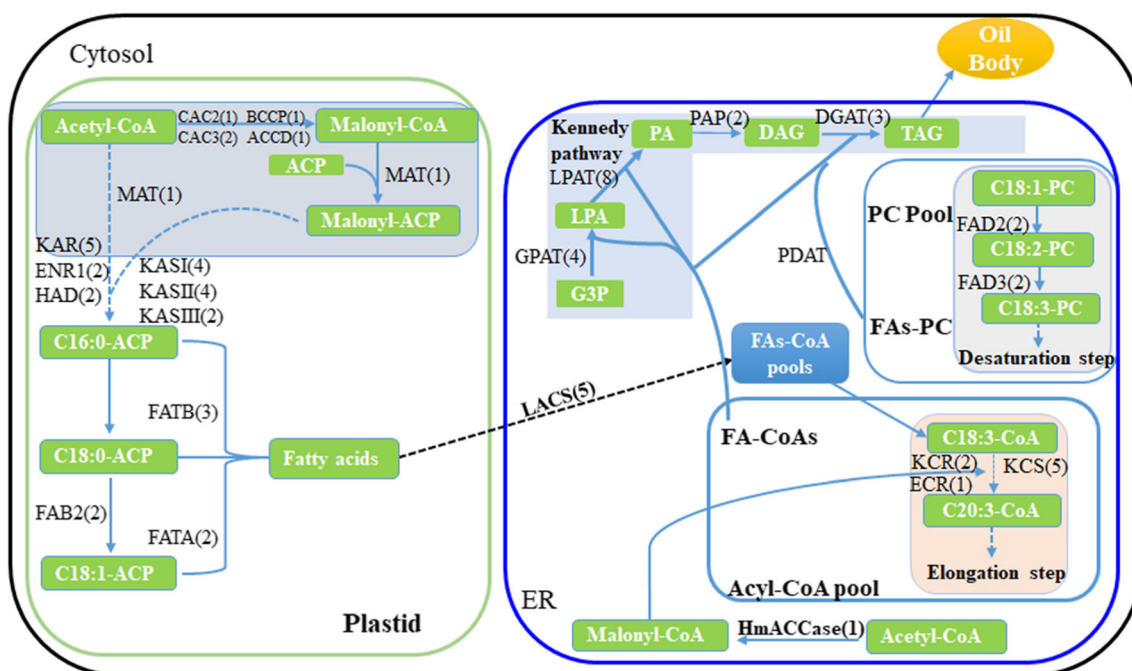 Cytosol
Acetyl-CoA
CAC2(1) BCCP(1)
CAC3(2) ACCD(1)
Malonyl-CoA
ACP
MAT(1)
MAT(1)
Malonyl-ACP
KAR(5)
ENR1(2)
HAD(2)
KASI(4)
KASII(4)
KASIII(2)
C16:0-ACP
FATB(3)
C18:0-ACP
Fatty acids
FAB2(2)
FATA(2)
C18:1-ACP
Plastid
LACS(5)
Oil
Body
Kennedy
pathway
PA
PAP(2)
DAG
DGAT(3)
TAG
LPAT(8)
LPA
GPAT(4)
G3P
PDAT
PC Pool
C18:1-PC
FAD2(2)
C18:2-PC
FAD3(2)
C18:3-PC
Desaturation step
FAs-PC
FAs-CoA
pools
FA-CoAs
C18:3-CoA
KCR(2)
ECR(1)
KCS(5)
C20:3-CoA
Elongation step
Acyl-CoA pool
ER
Malonyl-CoA
HmACCase(1)
Acetyl-CoA